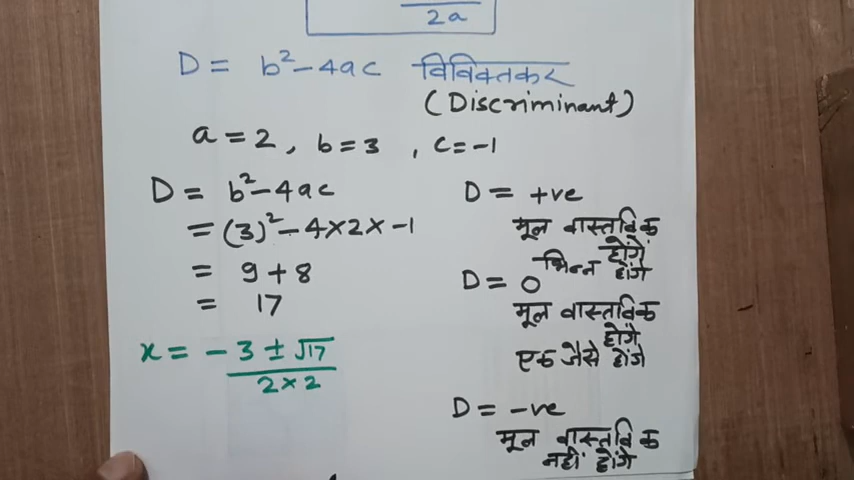 2a
D = b² - 4ac विविक्तकर
(Discriminant)
a = 2, b = 3, c = -1
D = b² - 4ac
= (3)² - 4×2× -1
= 9 + 8
= 17
x = - 3 ± √17
2×2
D = +ve
मूल वास्तविक
होंगे
भिन्न होंगे
D = 0
मूल वास्तविक
होंगे
एक जैसे होंगे
D = -ve
मूल वास्तविक
नहीं होंगे